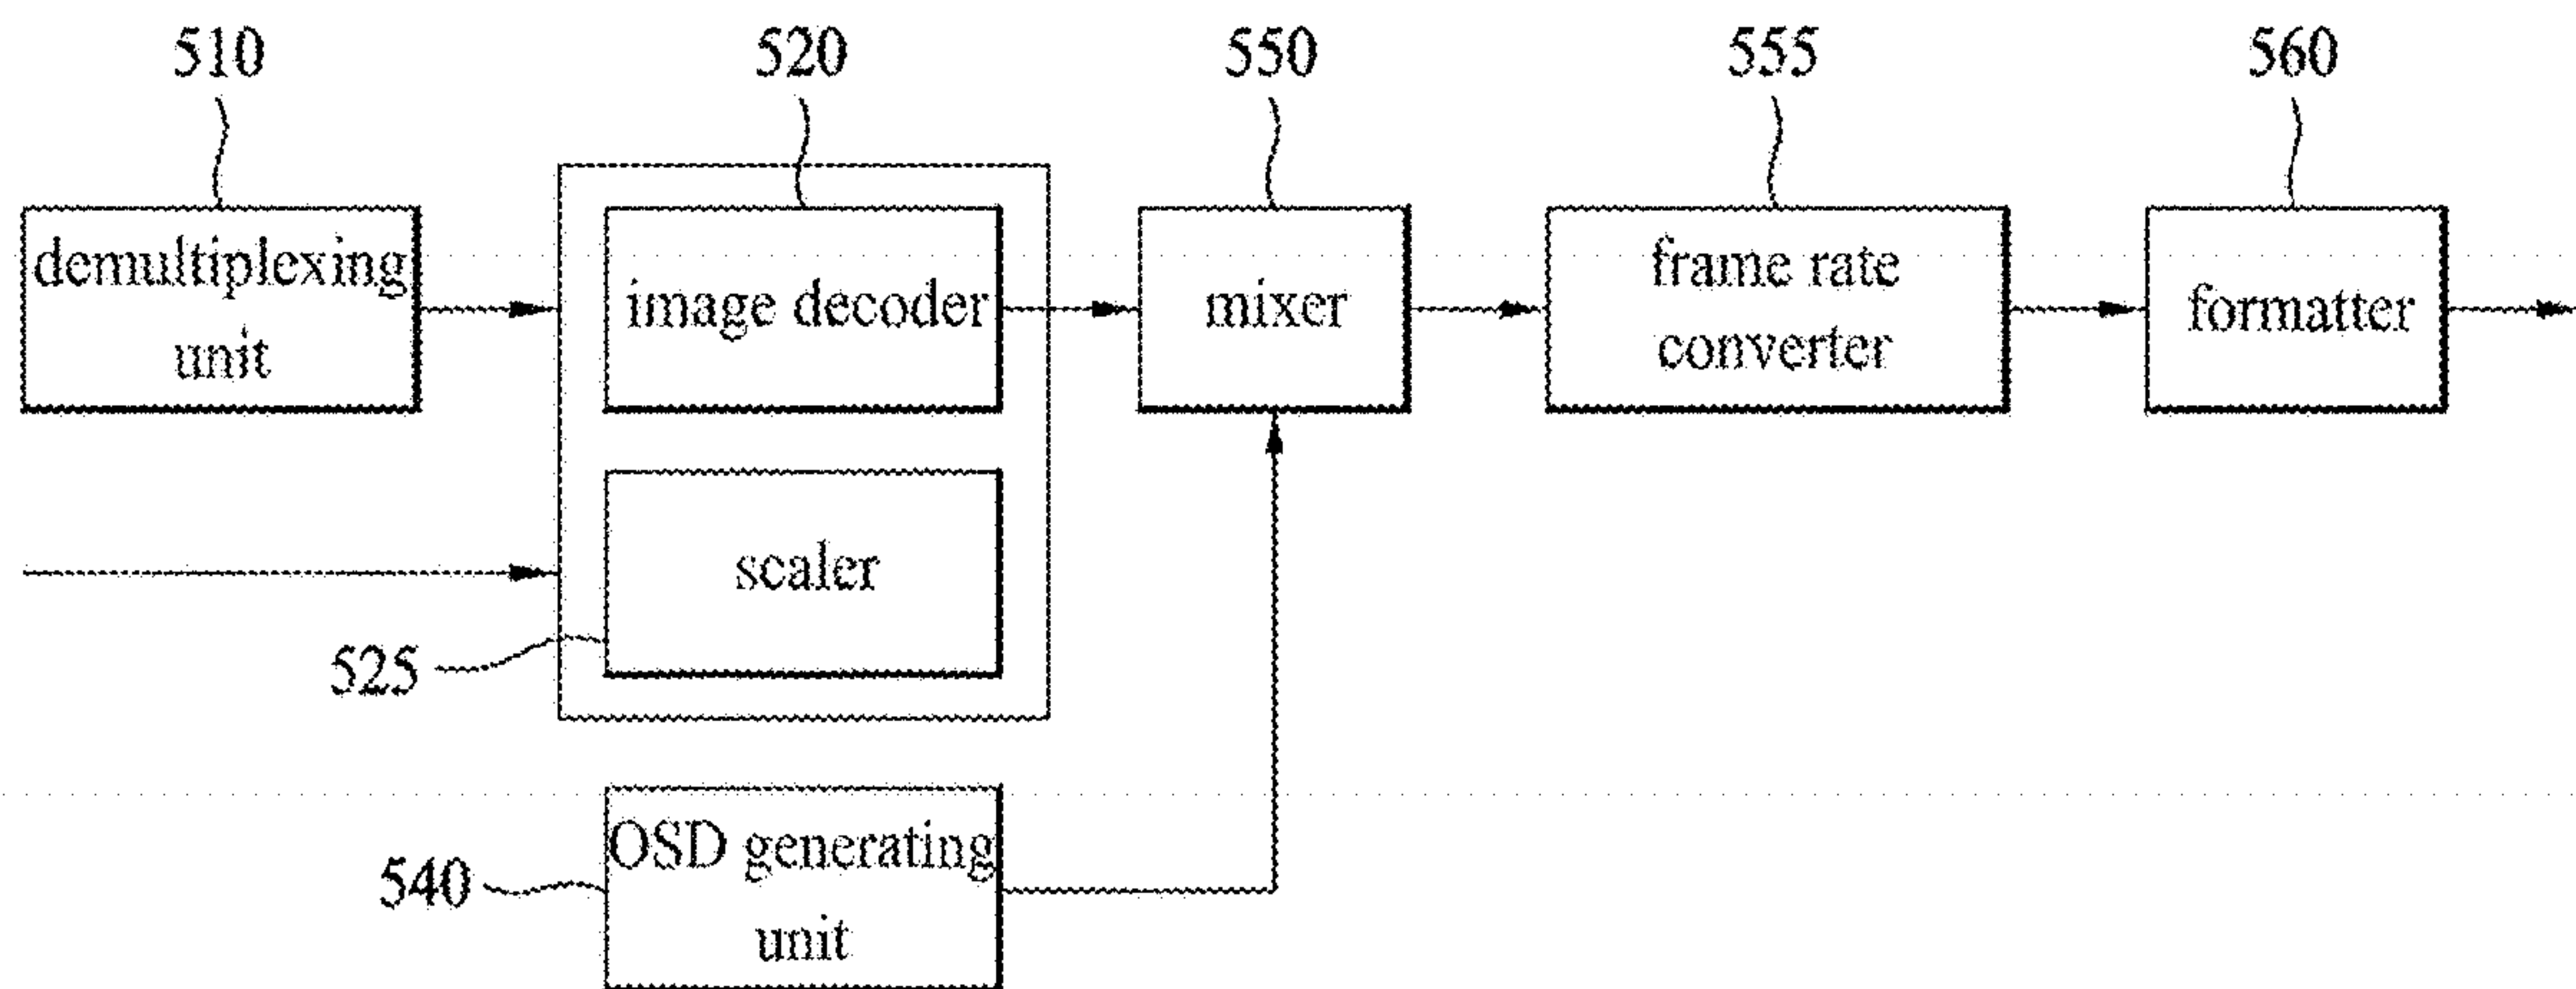 510
520
550
555
560
demultiplexing
unit
image decoder
mixer
frame rate
converter
formatter
scaler
525
OSD generating
unit
540